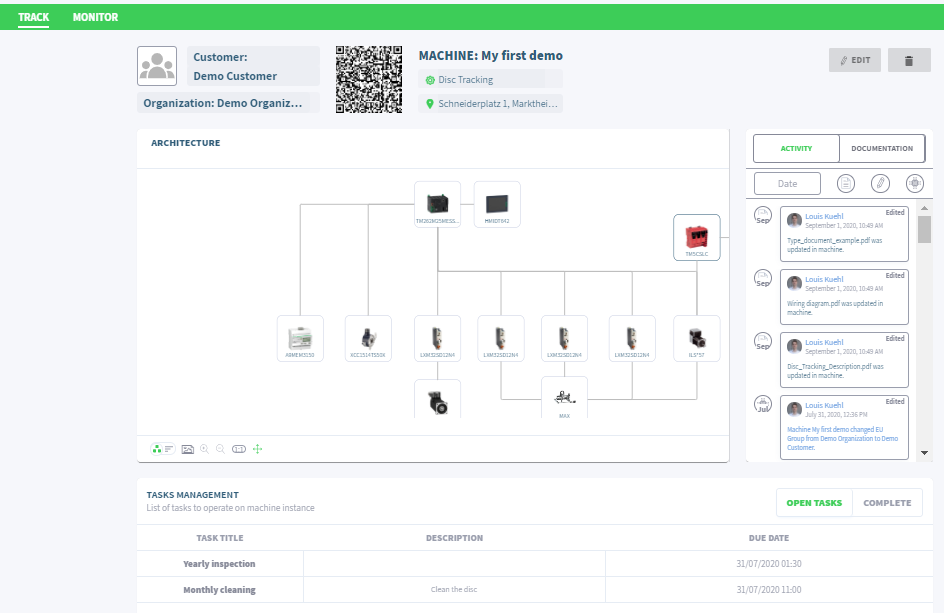 TRACK
MONITOR
Customer:
Demo Customer
Organization: Demo Organiz...
MACHINE: My first demo
Disc Tracking
Schneiderplatz 1, Markthei...
EDIT
ARCHITECTURE
TM262M25MESS...
HMIDT642
TM5CSLC
ABMEM3150
LXM32SD12N4
LXM32SD12N4
LXM32SD12N4
LXM32SD12N4
ILS*97
MAX
1:1
ACTIVITY
DOCUMENTATION
Date
Sep
Louis Kuehl
Edited
September 1, 2020, 10:49 AM
Type_document_example.pdf was
updated in machine.
Sep
Louis Kuehl
Edited
September 1, 2020, 10:49 AM
Wiring diagram.pdf was updated in
machine.
Sep
Louis Kuehl
Edited
September 1, 2020, 10:49 AM
Disc_Tracking_Description.pdf was
updated in machine.
Jul
Louis Kuehl
Edited
July 31, 2020, 12:36 PM
Machine My first demo changed EU
Group from Demo Organization to Demo
Customer.
TASKS MANAGEMENT
List of tasks to operate on machine instance
OPEN TASKS
COMPLETE
TASK TITLE
DESCRIPTION
DUE DATE
Yearly inspection
31/07/2020 01:30
Monthly cleaning
Clean the disc
31/07/2020 11:00